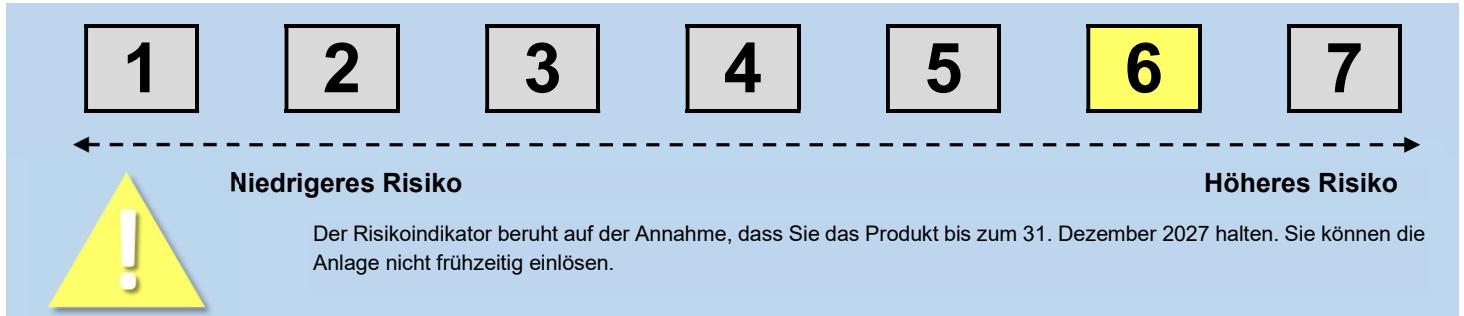 1 2 3 4 5 6 7
Niedrigeres Risiko Höheres Risiko
!
Der Risikoindikator beruht auf der Annahme, dass Sie das Produkt bis zum 31. Dezember 2027 halten. Sie können die
Anlage nicht frühzeitig einlösen.